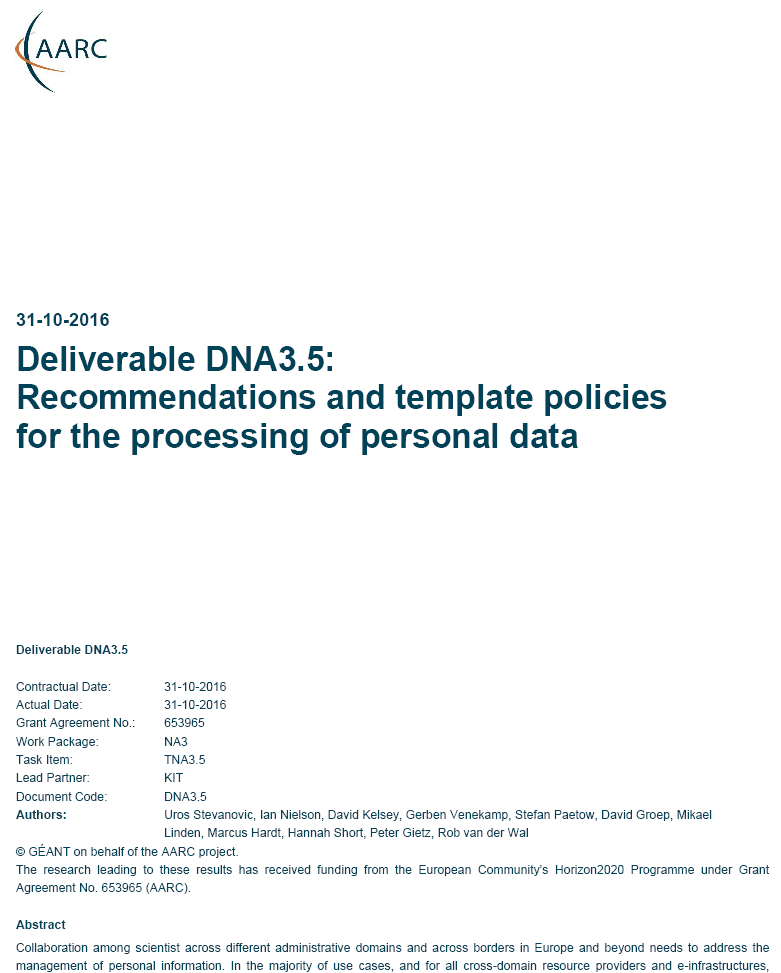 AARC
31-10-2016
Deliverable DNA3.5:
Recommendations and template policies
for the processing of personal data
Deliverable DNA3.5
Contractual Date: 31-10-2016
Actual Date: 31-10-2016
Grant Agreement No.: 653965
Work Package: NA3
Task Item: TNA3.5
Lead Partner: KIT
Document Code: DNA3.5
Authors: Uros Stevanovic, Ian Nielson, David Kelsey, Gerben Venekamp, Stefan Paetow, David Groep, Mikael
Linden, Marcus Hardt, Hannah Short, Peter Gietz, Rob van der Wal
© GÉANT on behalf of the AARC project.
The research leading to these results has received funding from the European Community's Horizon2020 Programme under Grant
Agreement No. 653965 (AARC).
Abstract
Collaboration among scientist across different administrative domains and across borders in Europe and beyond needs to address the
management of personal information. In the majority of use cases, and for all cross-domain resource providers and e-infrastructures,